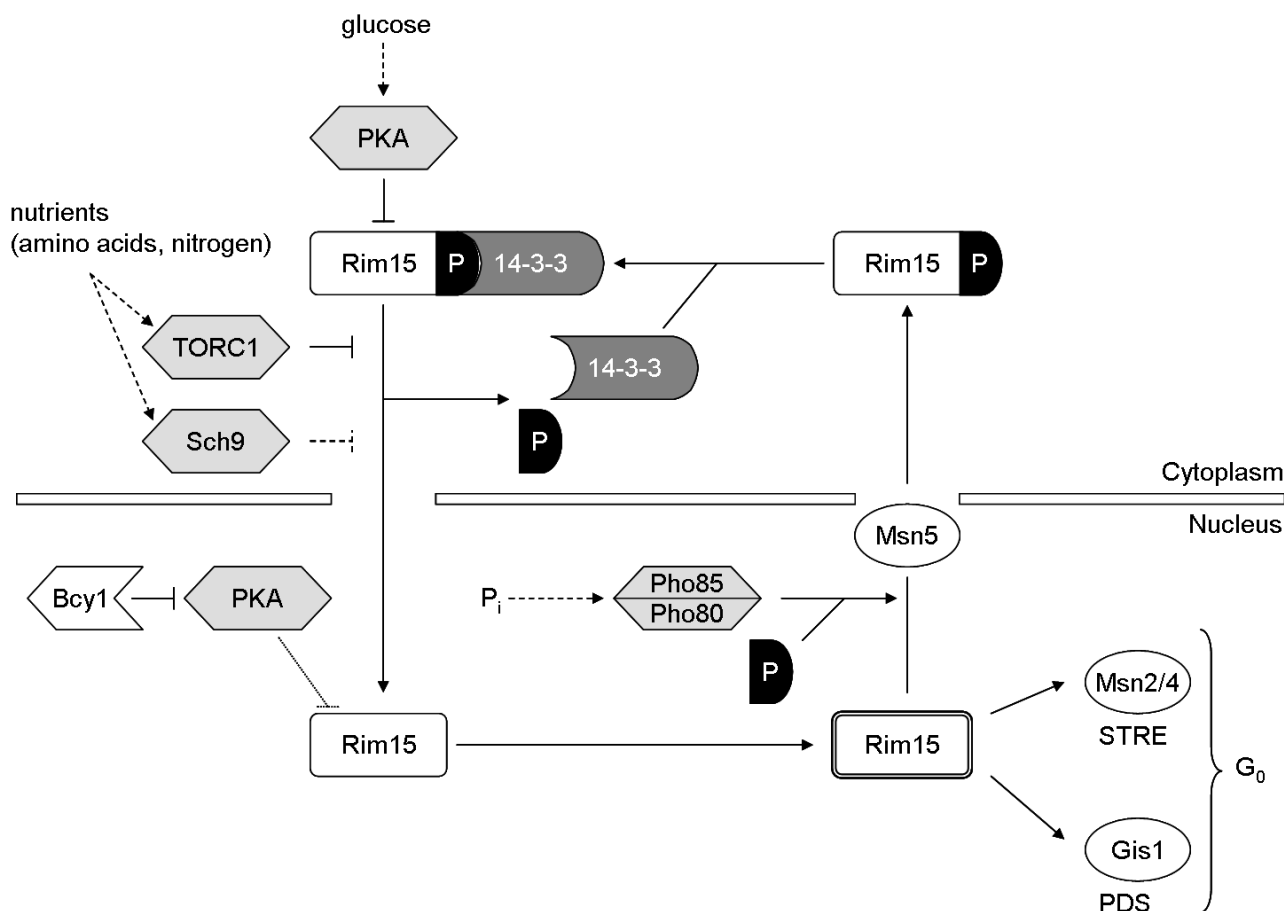 glucose
PKA
nutrients
(amino acids, nitrogen)
Rim15
P
14-3-3
Rim15
P
TORC1
14-3-3
Sch9
P
Cytoplasm
Nucleus
Msn5
Bcy1
PKA
Pi
Pho85
Pho80
P
Msn2/4
STRE
Rim15
Rim15
G0
Gis1
PDS